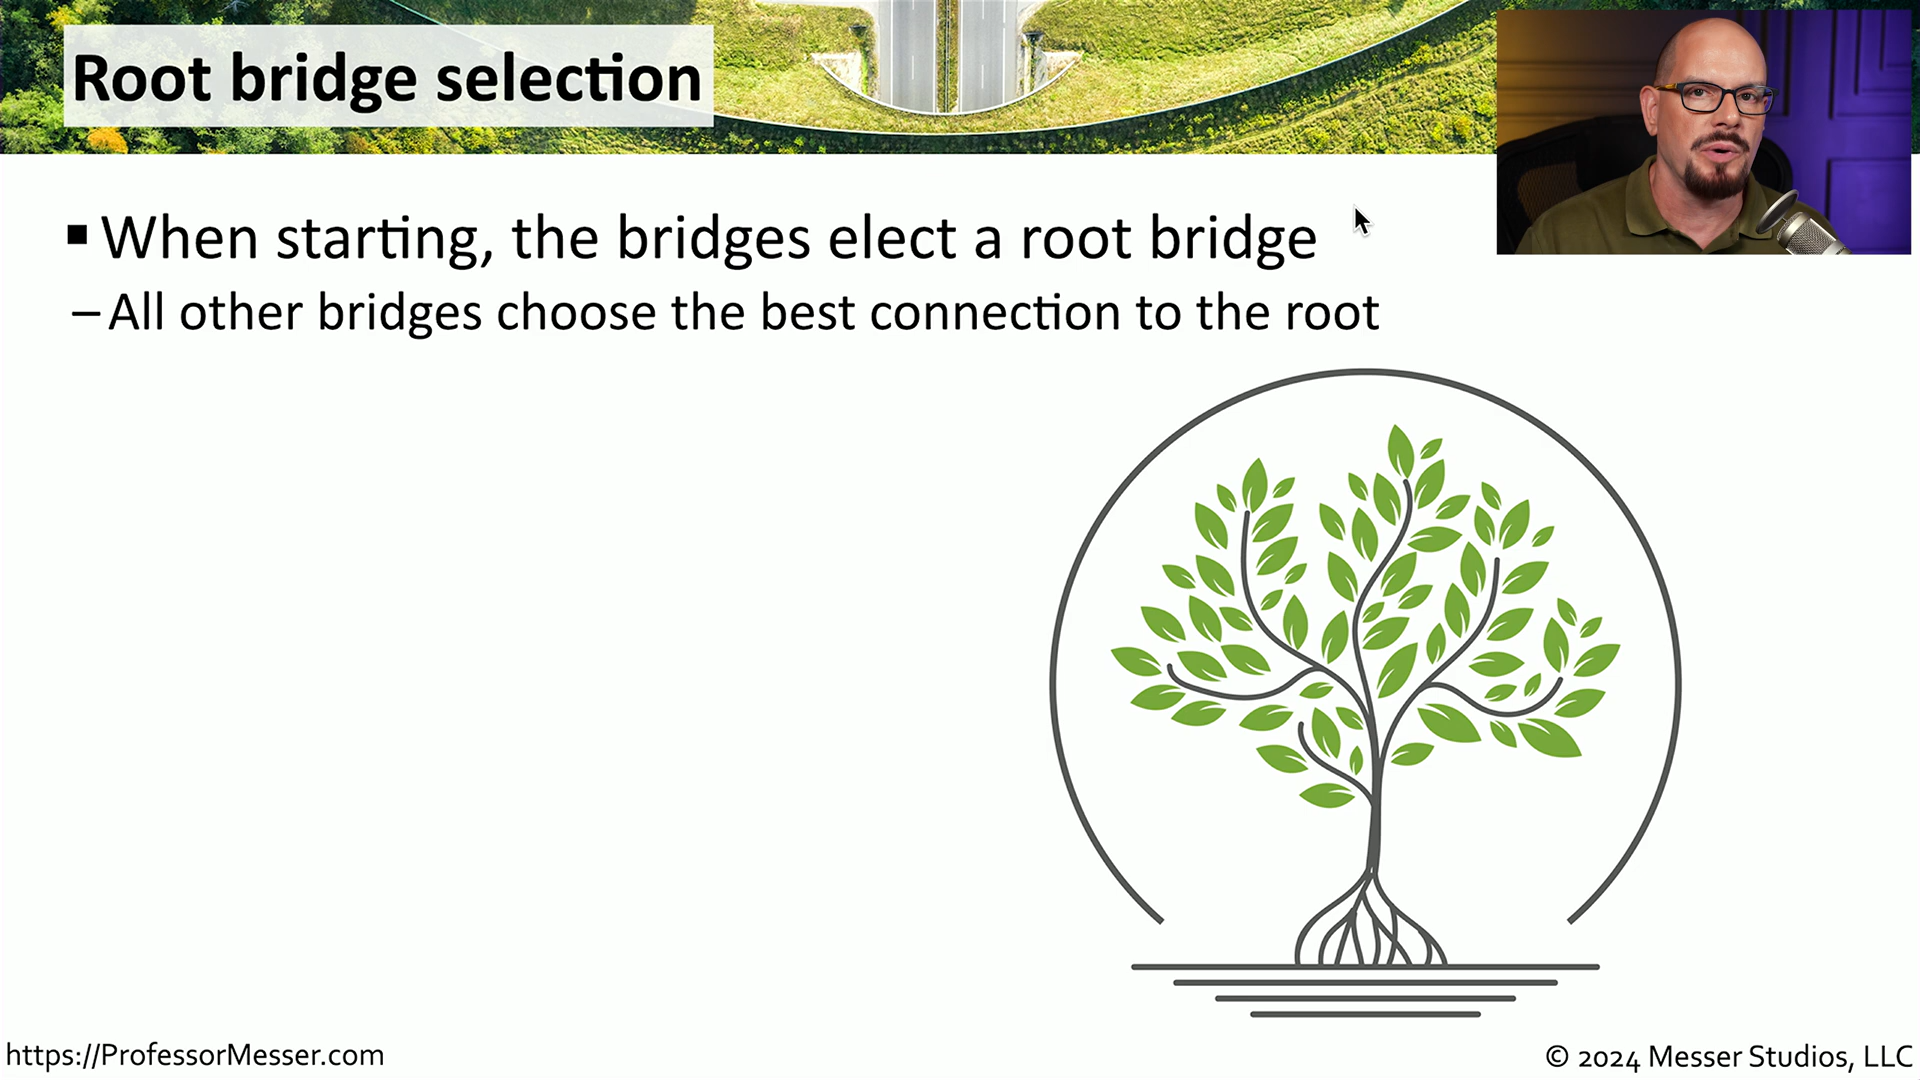 Root bridge selection
▪ When starting, the bridges elect a root bridge
– All other bridges choose the best connection to the root
https://ProfessorMesser.com
© 2024 Messer Studios, LLC